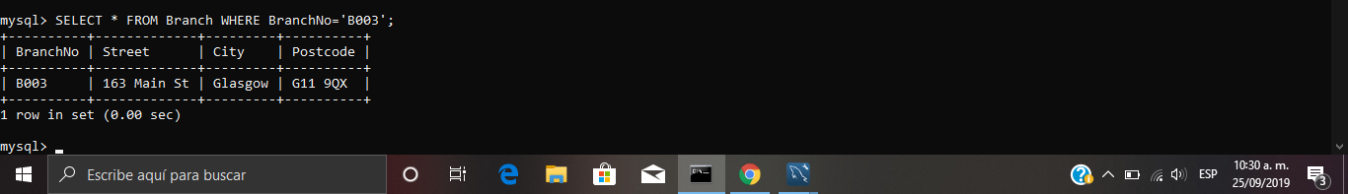 mysql> SELECT * FROM Branch WHERE BranchNo='B003';
+----------+-------------+---------+----------+
| BranchNo | Street      | City    | Postcode |
+----------+-------------+---------+----------+
| B003     | 163 Main St | Glasgow | G11 9QX  |
+----------+-------------+---------+----------+
1 row in set (0.00 sec)
mysql> _
Escribe aquí para buscar
ESP
10:30 a. m.
25/09/2019
3